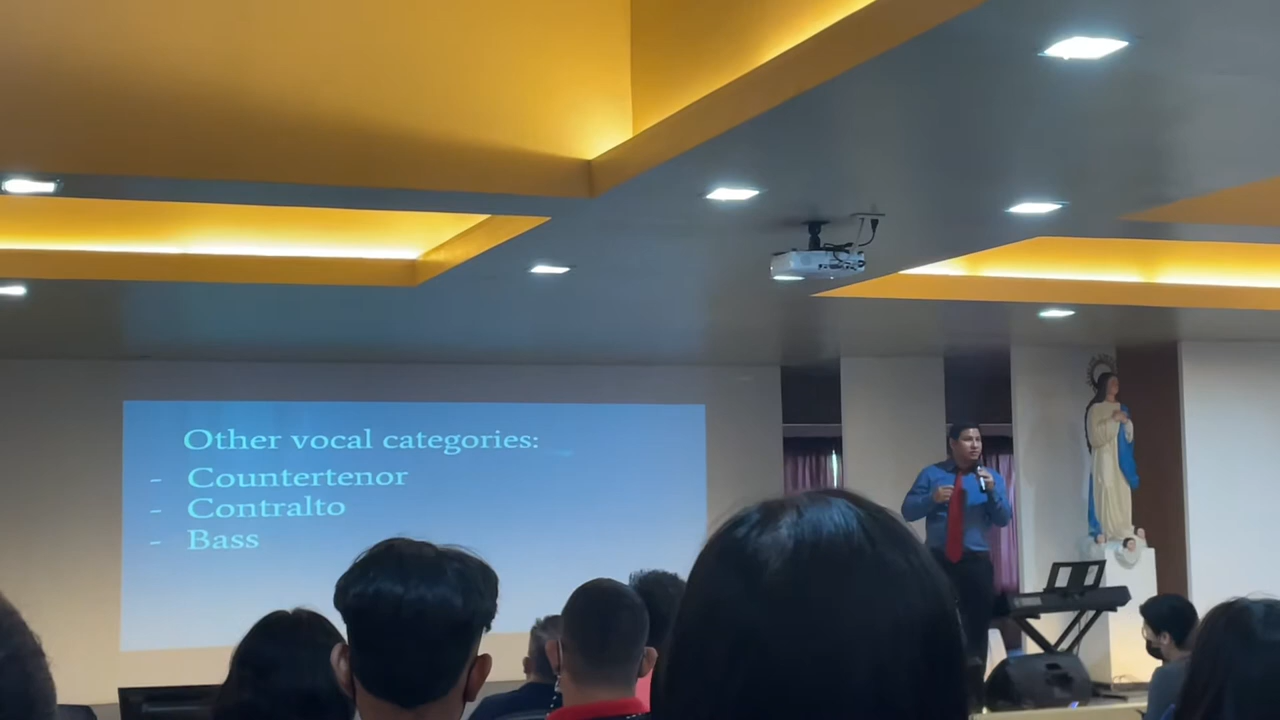 Other vocal categories:
- Countertenor
- Contralto
- Bass